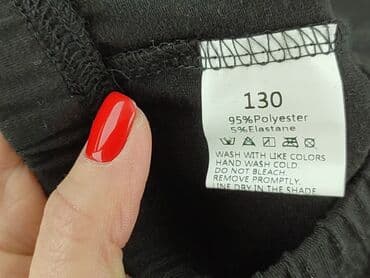 130
95%Polyester
5%Elastane
WASH WITH LIKE COLORS
HAND WASH COLD.
DO NOT BLEACH.
REMOVE PROMPTLY.
LINE DRY IN THE SHADE